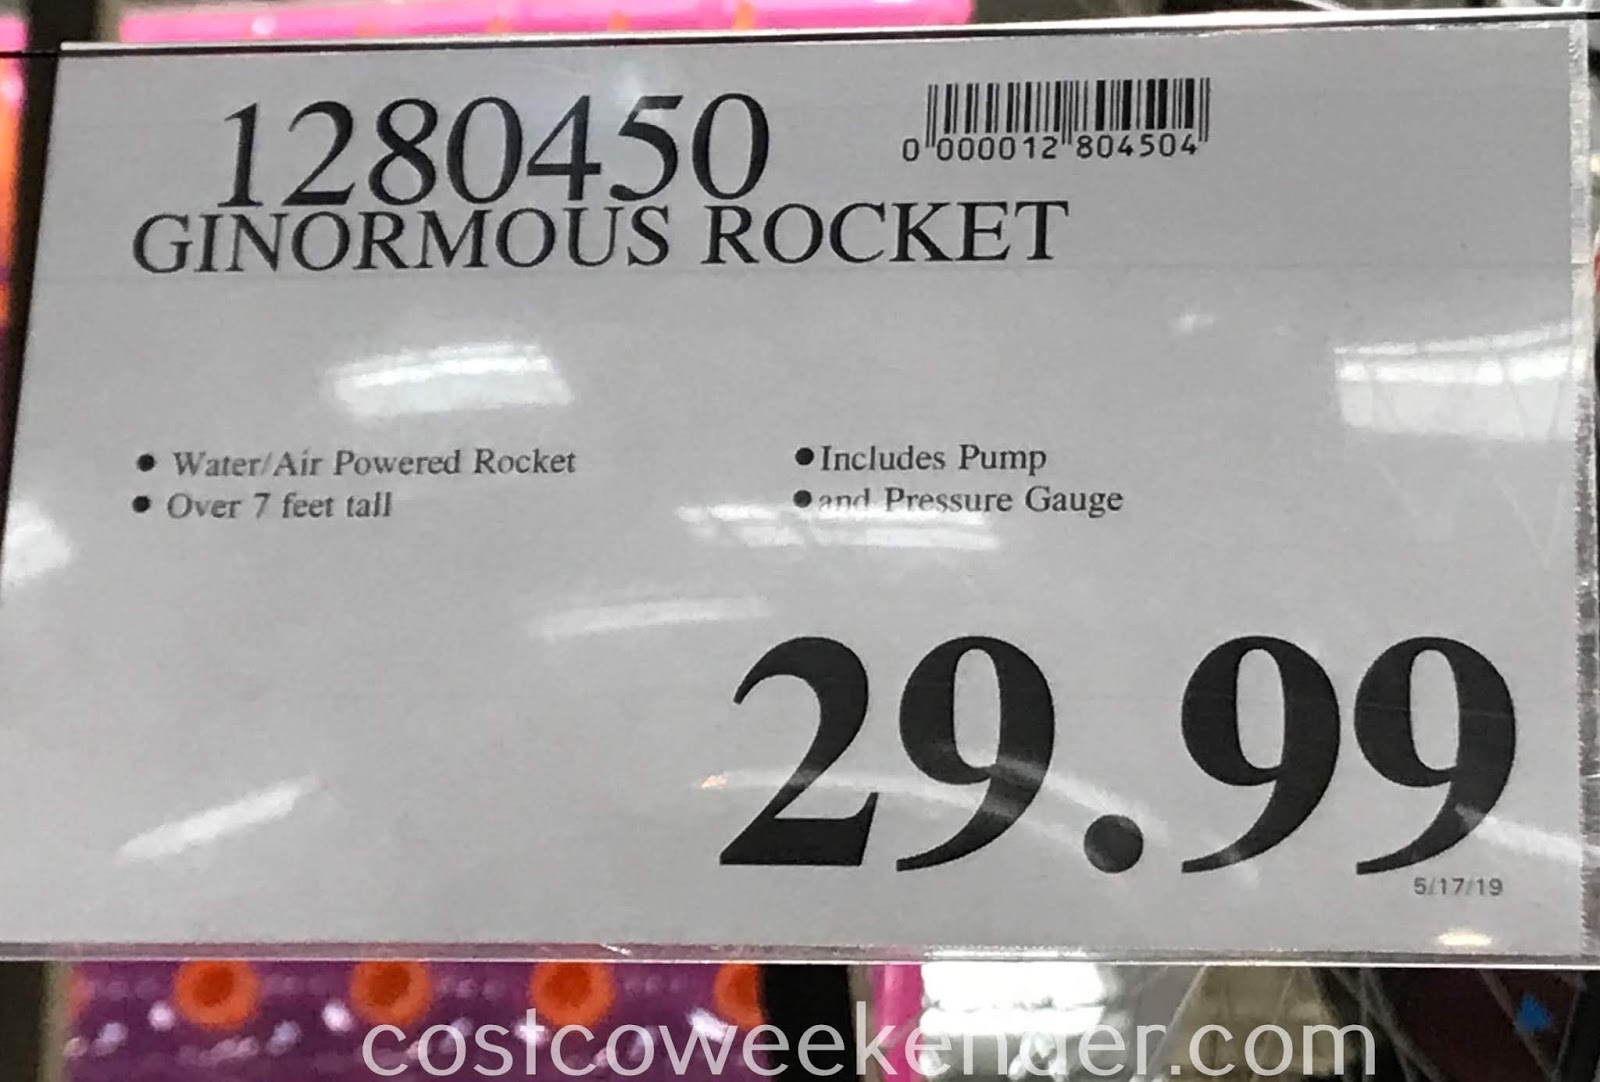 1280450
0 000012 804504
GINORMOUS ROCKET
• Water/Air Powered Rocket
• Over 7 feet tall
• Includes Pump
• and Pressure Gauge
29.99
5/17/19
costcoweekender.com